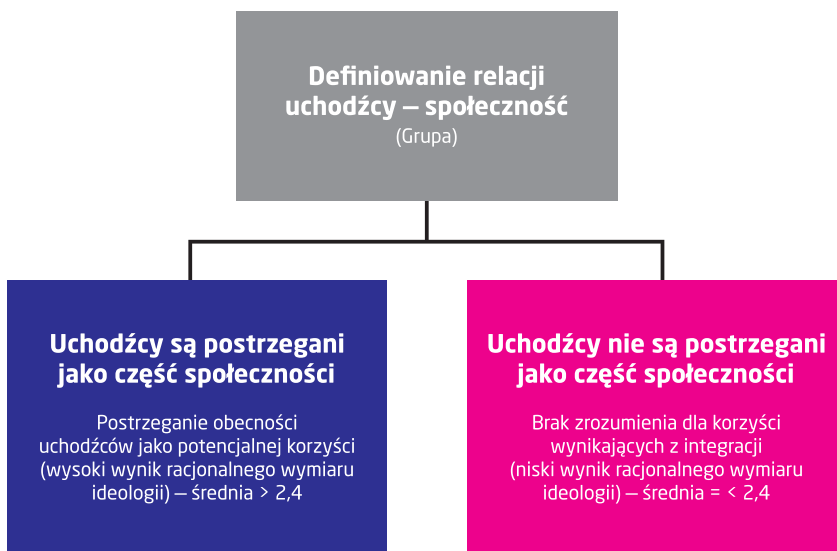 Definiowanie relacji
uchodźcy — społeczność
(Grupa)
Uchodźcy są postrzegani
jako część społeczności
Postrzeganie obecności
uchodźców jako potencjalnej korzyści
(wysoki wynik racjonalnego wymiaru
ideologii) — średnia > 2,4
Uchodźcy nie są postrzegani
jako część społeczności
Brak zrozumienia dla korzyści
wynikających z integracji
(niski wynik racjonalnego wymiaru
ideologii) — średnia = < 2,4